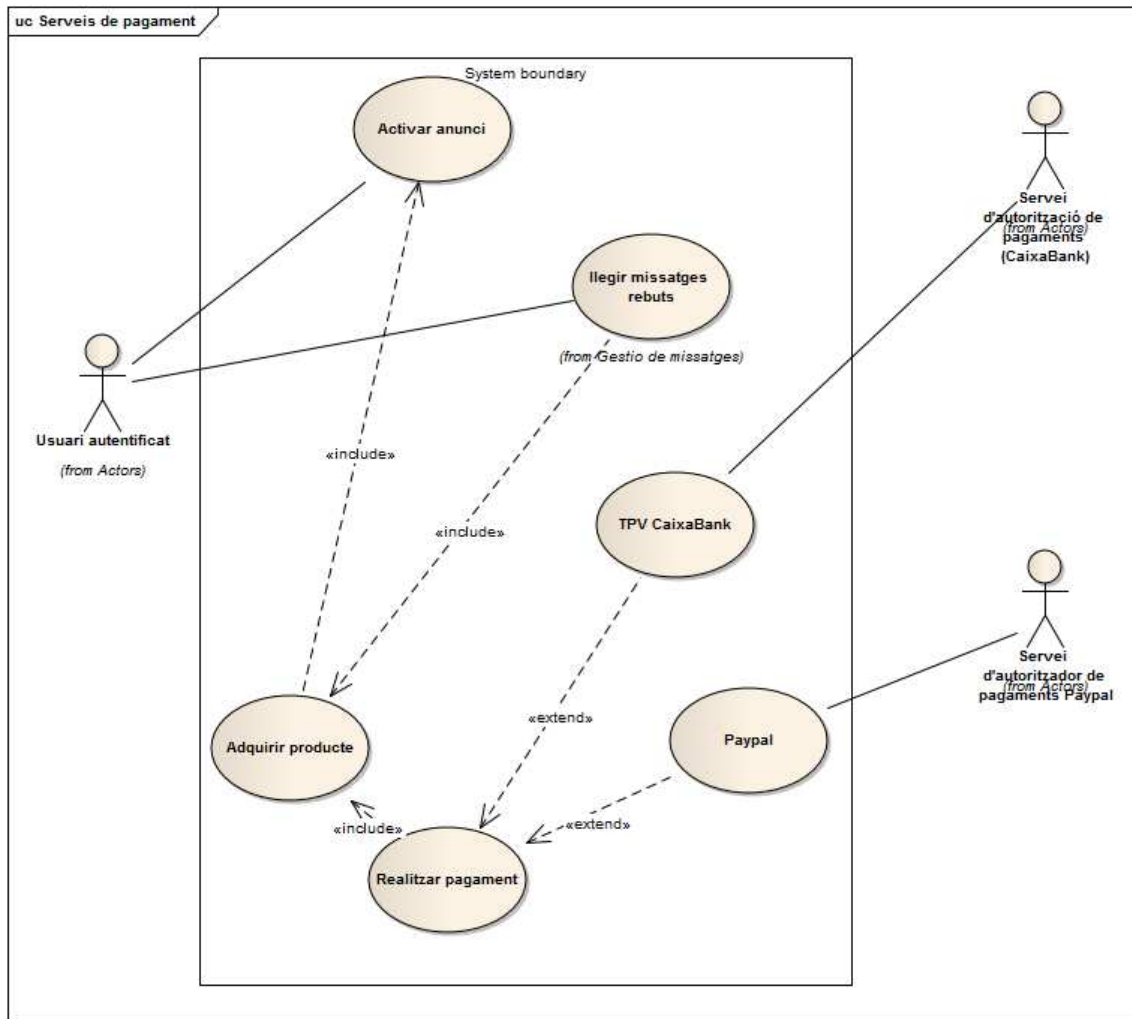 uc Serveis de pagament
System boundary
Activar anunci
Servei
d'autorització de
(from Actors)
pagaments
(CaixaBank)
llegir missatges
rebuts
(from Gestio de missatges)
Usuari autentificat
(from Actors)
«include»
TPV CaixaBank
«include»
Servei
d'autoritzador de
(from Actors)
pagaments Paypal
«extend»
Adquirir producte
Paypal
«include»
«extend»
Realitzar pagament